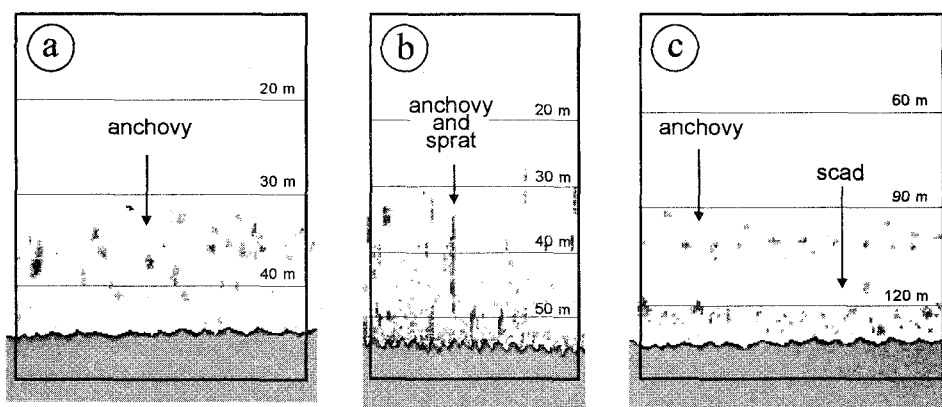 a
20 m
anchovy
30 m
40 m
b
anchovy
and
sprat
20 m
30 m
40 m
50 m
c
60 m
anchovy
scad
90 m
120 m